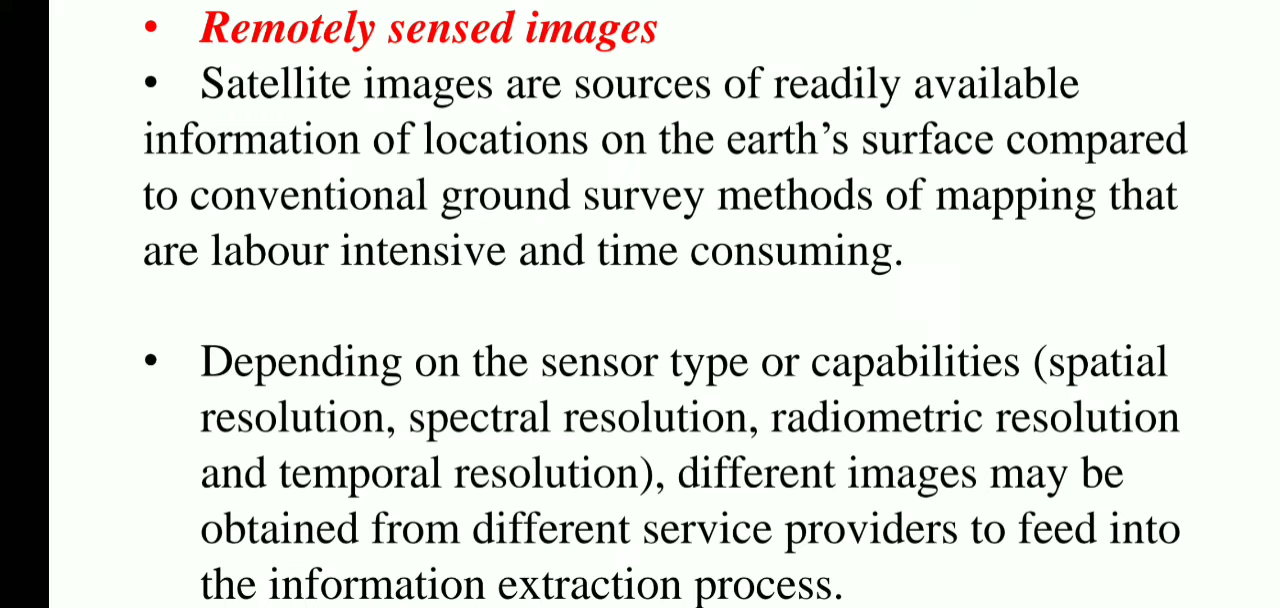 • Remotely sensed images
• Satellite images are sources of readily available
information of locations on the earth’s surface compared
to conventional ground survey methods of mapping that
are labour intensive and time consuming.
• Depending on the sensor type or capabilities (spatial
resolution, spectral resolution, radiometric resolution
and temporal resolution), different images may be
obtained from different service providers to feed into
the information extraction process.